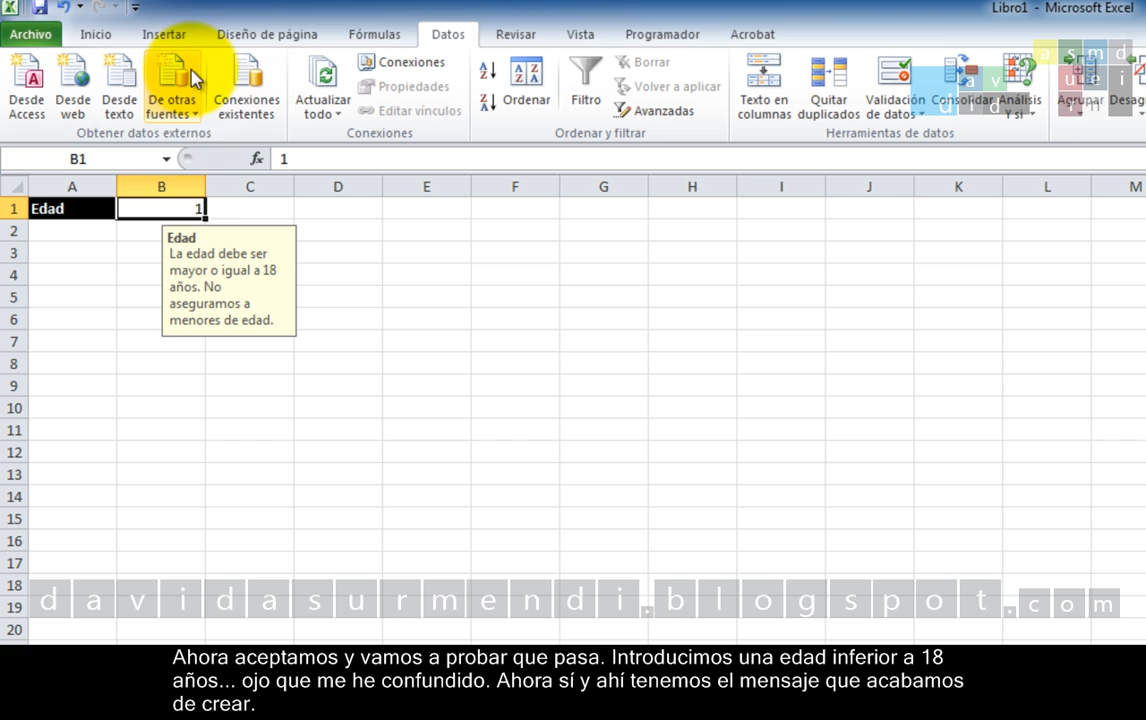 Libro1 - Microsoft Excel
Archivo Inicio Insertar Diseño de página Fórmulas Datos Revisar Vista Programador Acrobat
Desde Access
Desde web
Desde texto
De otras fuentes
Conexiones existentes
Obtener datos externos
Actualizar todo
Conexiones
Propiedades
Editar vínculos
Conexiones
Ordenar
Filtro
Borrar
Volver a aplicar
Avanzadas
Ordenar y filtrar
Texto en columnas
Quitar duplicados
Validación de datos
Consolidar
Análisis Y si
Herramientas de datos
Agrupar
B1 fx 1
A B C D E F G H I J K L M
1 Edad 1
2
3
4
5
6
7
8
9
10
11
12
13
14
15
16
17
18
19
20
Edad
La edad debe ser
mayor o igual a 18
años. No
aseguramos a
menores de edad.
davidasurmendi.blogspot.com
Ahora aceptamos y vamos a probar que pasa. Introducimos una edad inferior a 18
años... ojo que me he confundido. Ahora sí y ahí tenemos el mensaje que acabamos
de crear.